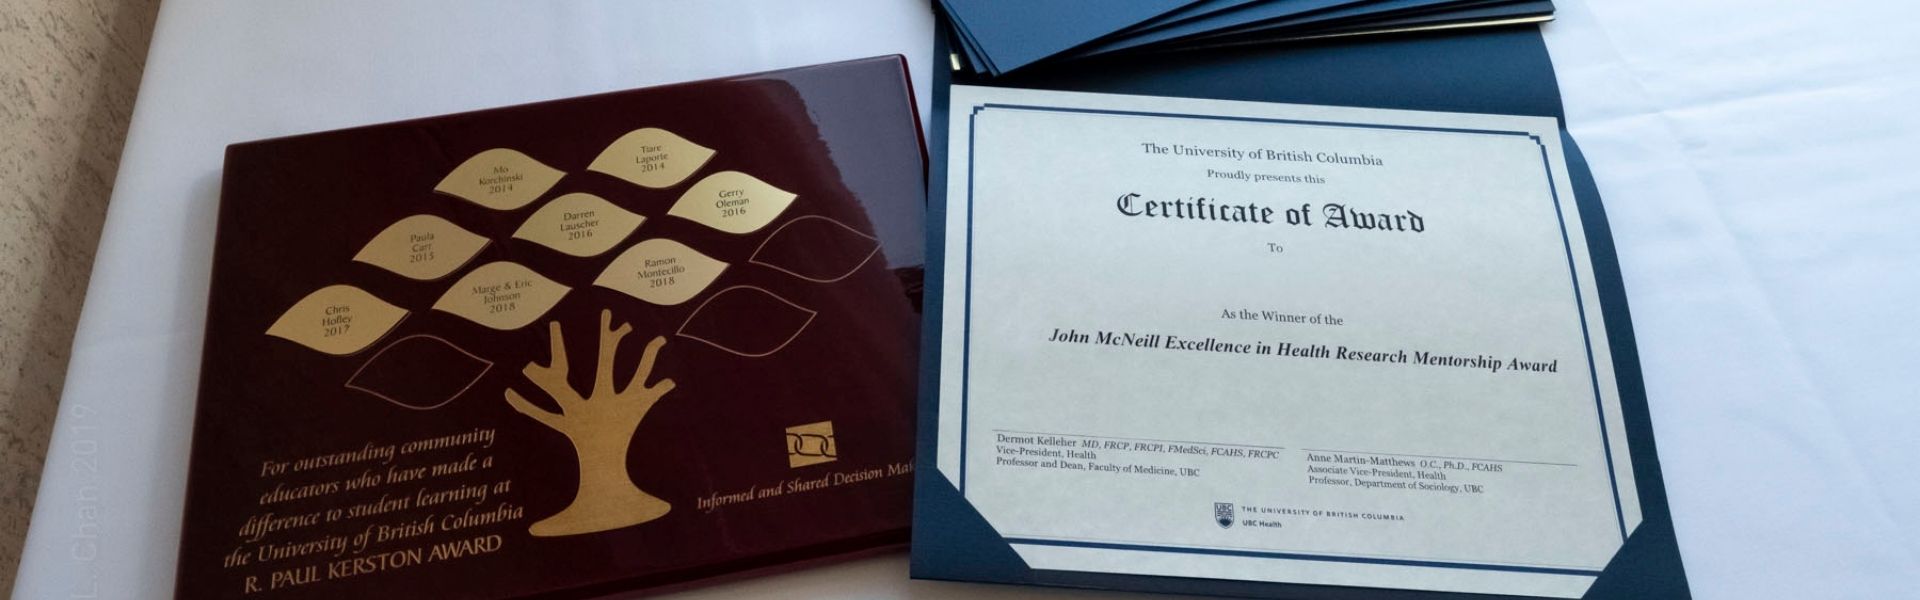 Mo
Korchinski
2014
Tiare
Laporte
2014
Paula
Carr
2015
Darren
Lauscher
2016
Gerry
Oleman
2016
Chris
Hofley
2017
Marge & Eric
Johnson
2018
Ramon
Montecillo
2018
For outstanding community
educators who have made a
difference to student learning at
the University of British Columbia
R. PAUL KERSTON AWARD
Informed and Shared Decision
The University of British Columbia
Proudly presents this
Certificate of Award
To
As the Winner of the
John McNeill Excellence in Health Research Mentorship Award
Dermot Kelleher MD, FRCP, FRCPI, FMedSci, FCAHS, FRCPC
Vice-President, Health
Professor and Dean, Faculty of Medicine, UBC
Anne Martin-Matthews O.C., Ph.D., FCAHS
Associate Vice-President, Health
Professor, Department of Sociology, UBC
UBC
THE UNIVERSITY OF BRITISH COLUMBIA
UBC Health
L. Chan 2019